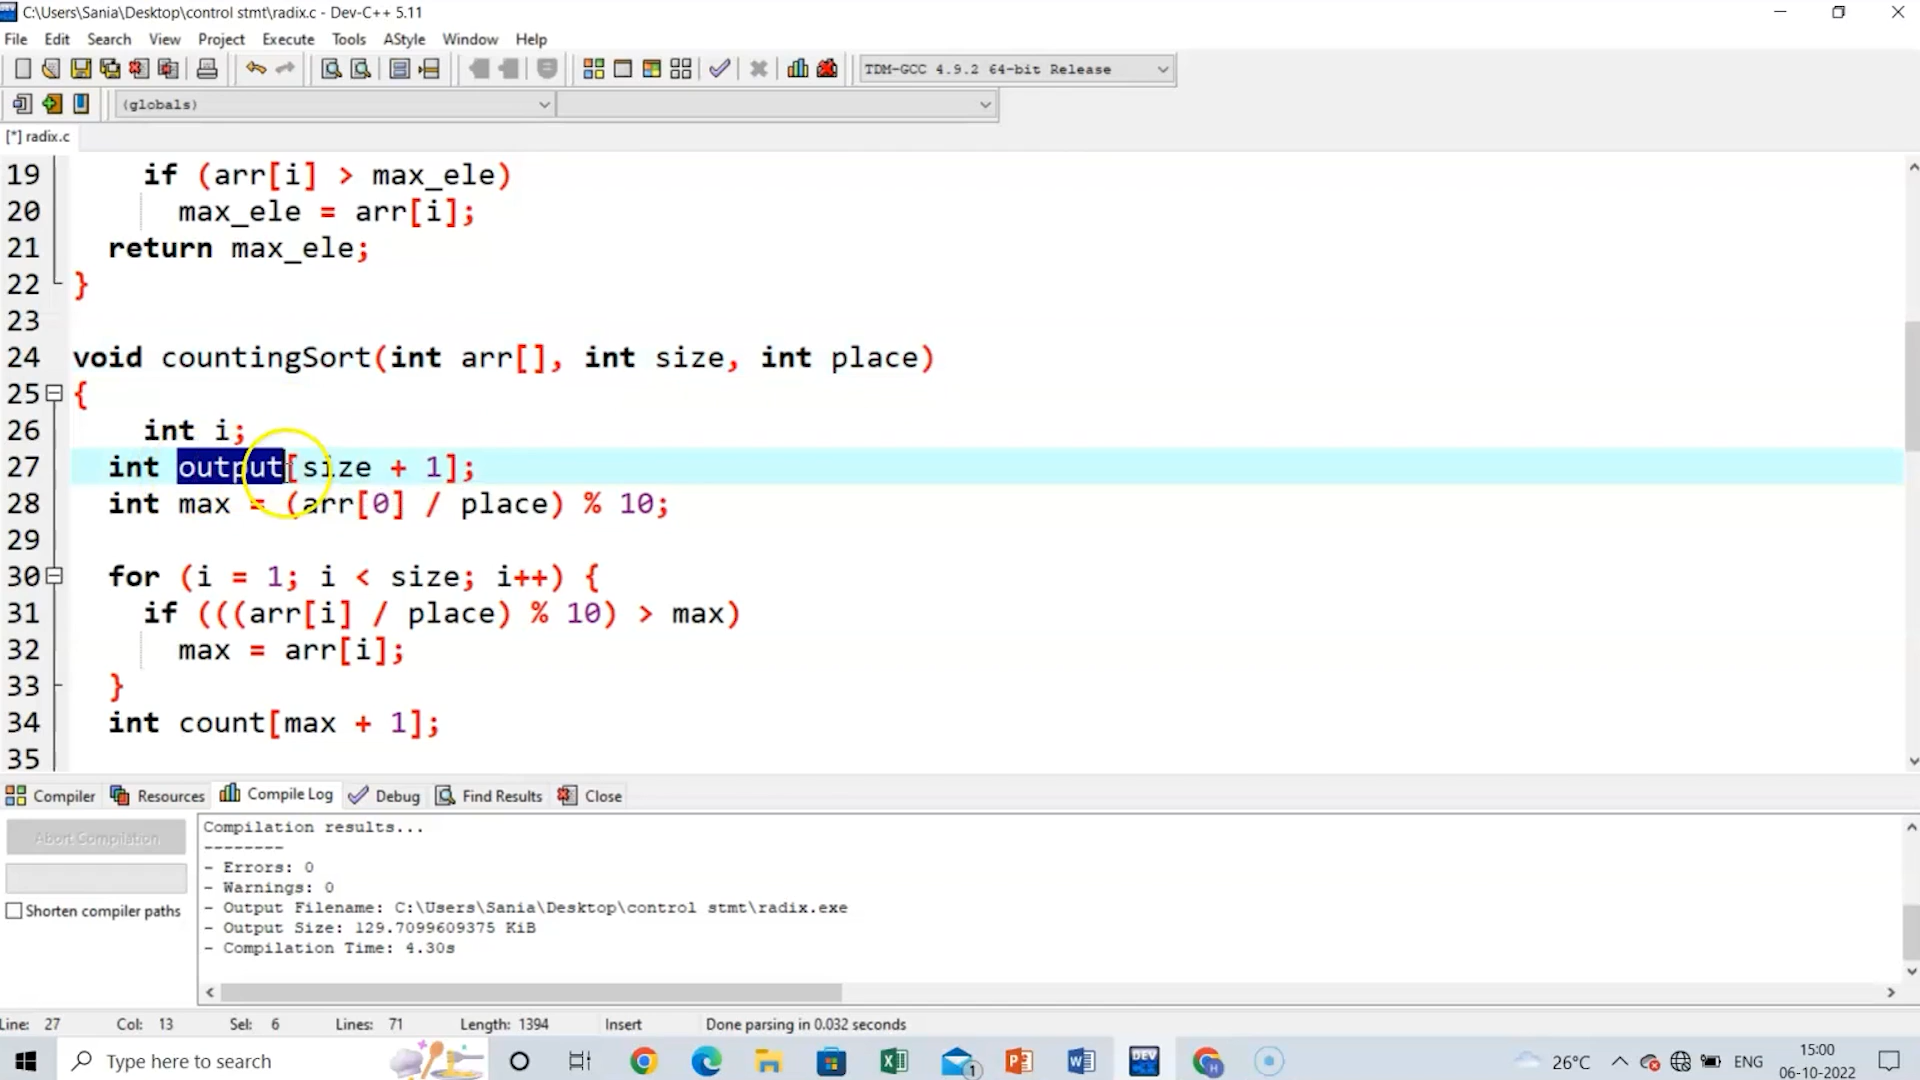 C:\Users\Sania\Desktop\control stmt\radix.c - Dev-C++ 5.11
File Edit Search View Project Execute Tools AStyle Window Help
TDM-GCC 4.9.2 64-bit Release
(globals)
[*] radix.c
19 if (arr[i] > max_ele)
20 max_ele = arr[i];
21 return max_ele;
22 }
23
24 void countingSort(int arr[], int size, int place)
25 {
26 int i;
27 int output[size + 1];
28 int max = (arr[0] / place) % 10;
29
30 for (i = 1; i < size; i++) {
31 if (((arr[i] / place) % 10) > max)
32 max = arr[i];
33 }
34 int count[max + 1];
35
Compiler Resources Compile Log Debug Find Results Close
Abort Compilation
Shorten compiler paths
Compilation results...
--------
- Errors: 0
- Warnings: 0
- Output Filename: C:\Users\Sania\Desktop\control stmt\radix.exe
- Output Size: 129.7099609375 KiB
- Compilation Time: 4.30s
Line: 27 Col: 13 Sel: 6 Lines: 71 Length: 1394 Insert Done parsing in 0.032 seconds
Type here to search
1
DEV
H
26°C
ENG
15:00
06-10-2022